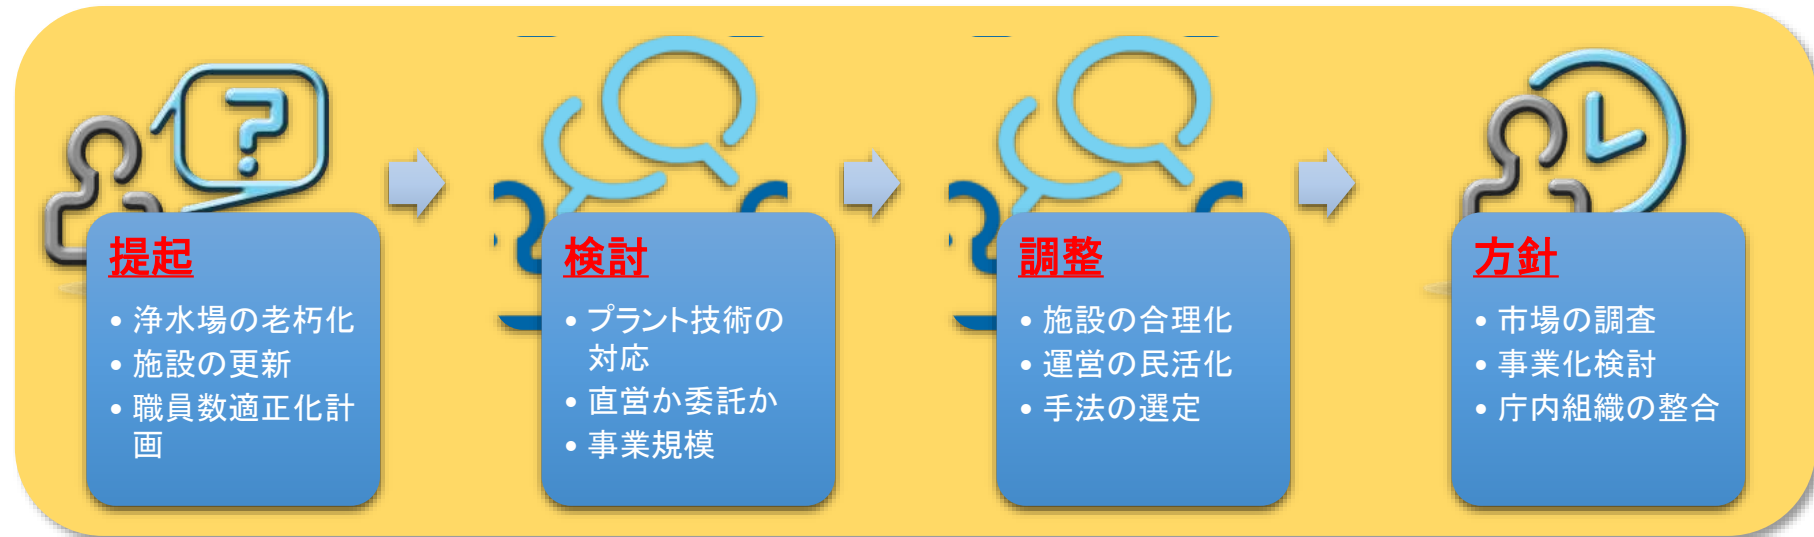 提起
• 浄水場の老朽化
• 施設の更新
• 職員数適正化計
画
検討
• プラント技術の
対応
• 直営か委託か
• 事業規模
調整
• 施設の合理化
• 運営の民活化
• 手法の選定
方針
• 市場の調査
• 事業化検討
• 庁内組織の整合